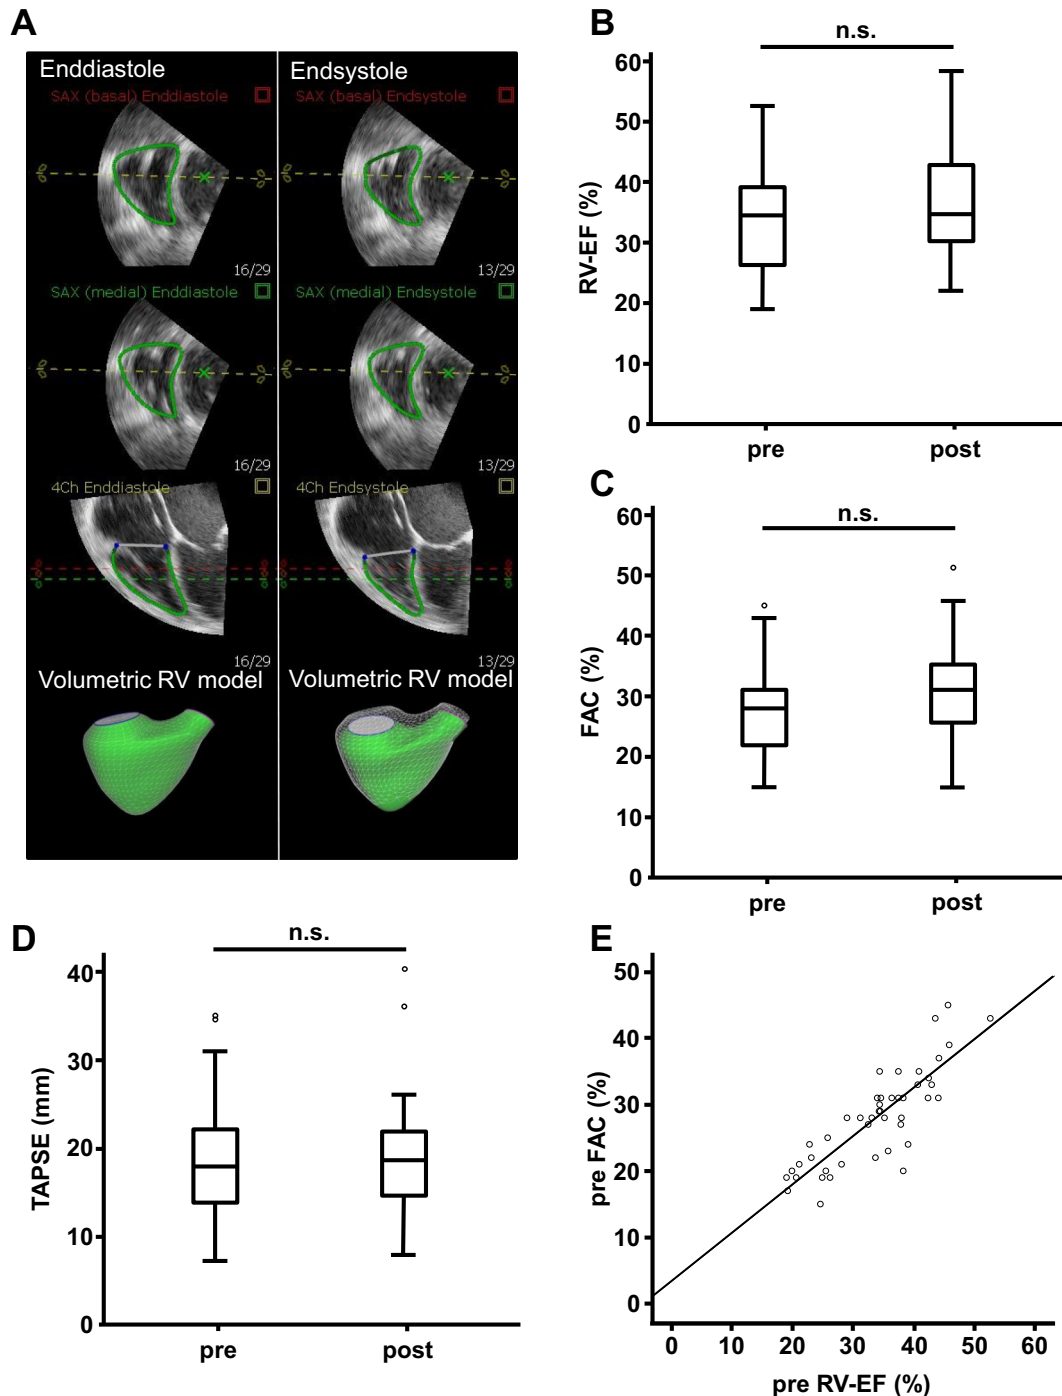 A
Enddiastole
Endsystole
SAX (basal) Enddiastole
SAX (basal) Endsystole
16/29
13/29
SAX (medial) Enddiastole
SAX (medial) Endsystole
16/29
13/29
4Ch Enddiastole
4Ch Endsystole
16/29
13/29
Volumetric RV model
Volumetric RV model
B
n.s.
RV-EF (%)
60
50
40
30
20
10
0
pre
post
C
n.s.
FAC (%)
60
50
40
30
20
10
0
pre
post
D
n.s.
TAPSE (mm)
40
30
20
10
0
pre
post
E
pre FAC (%)
50
40
30
20
10
0
0 10 20 30 40 50 60
pre RV-EF (%)